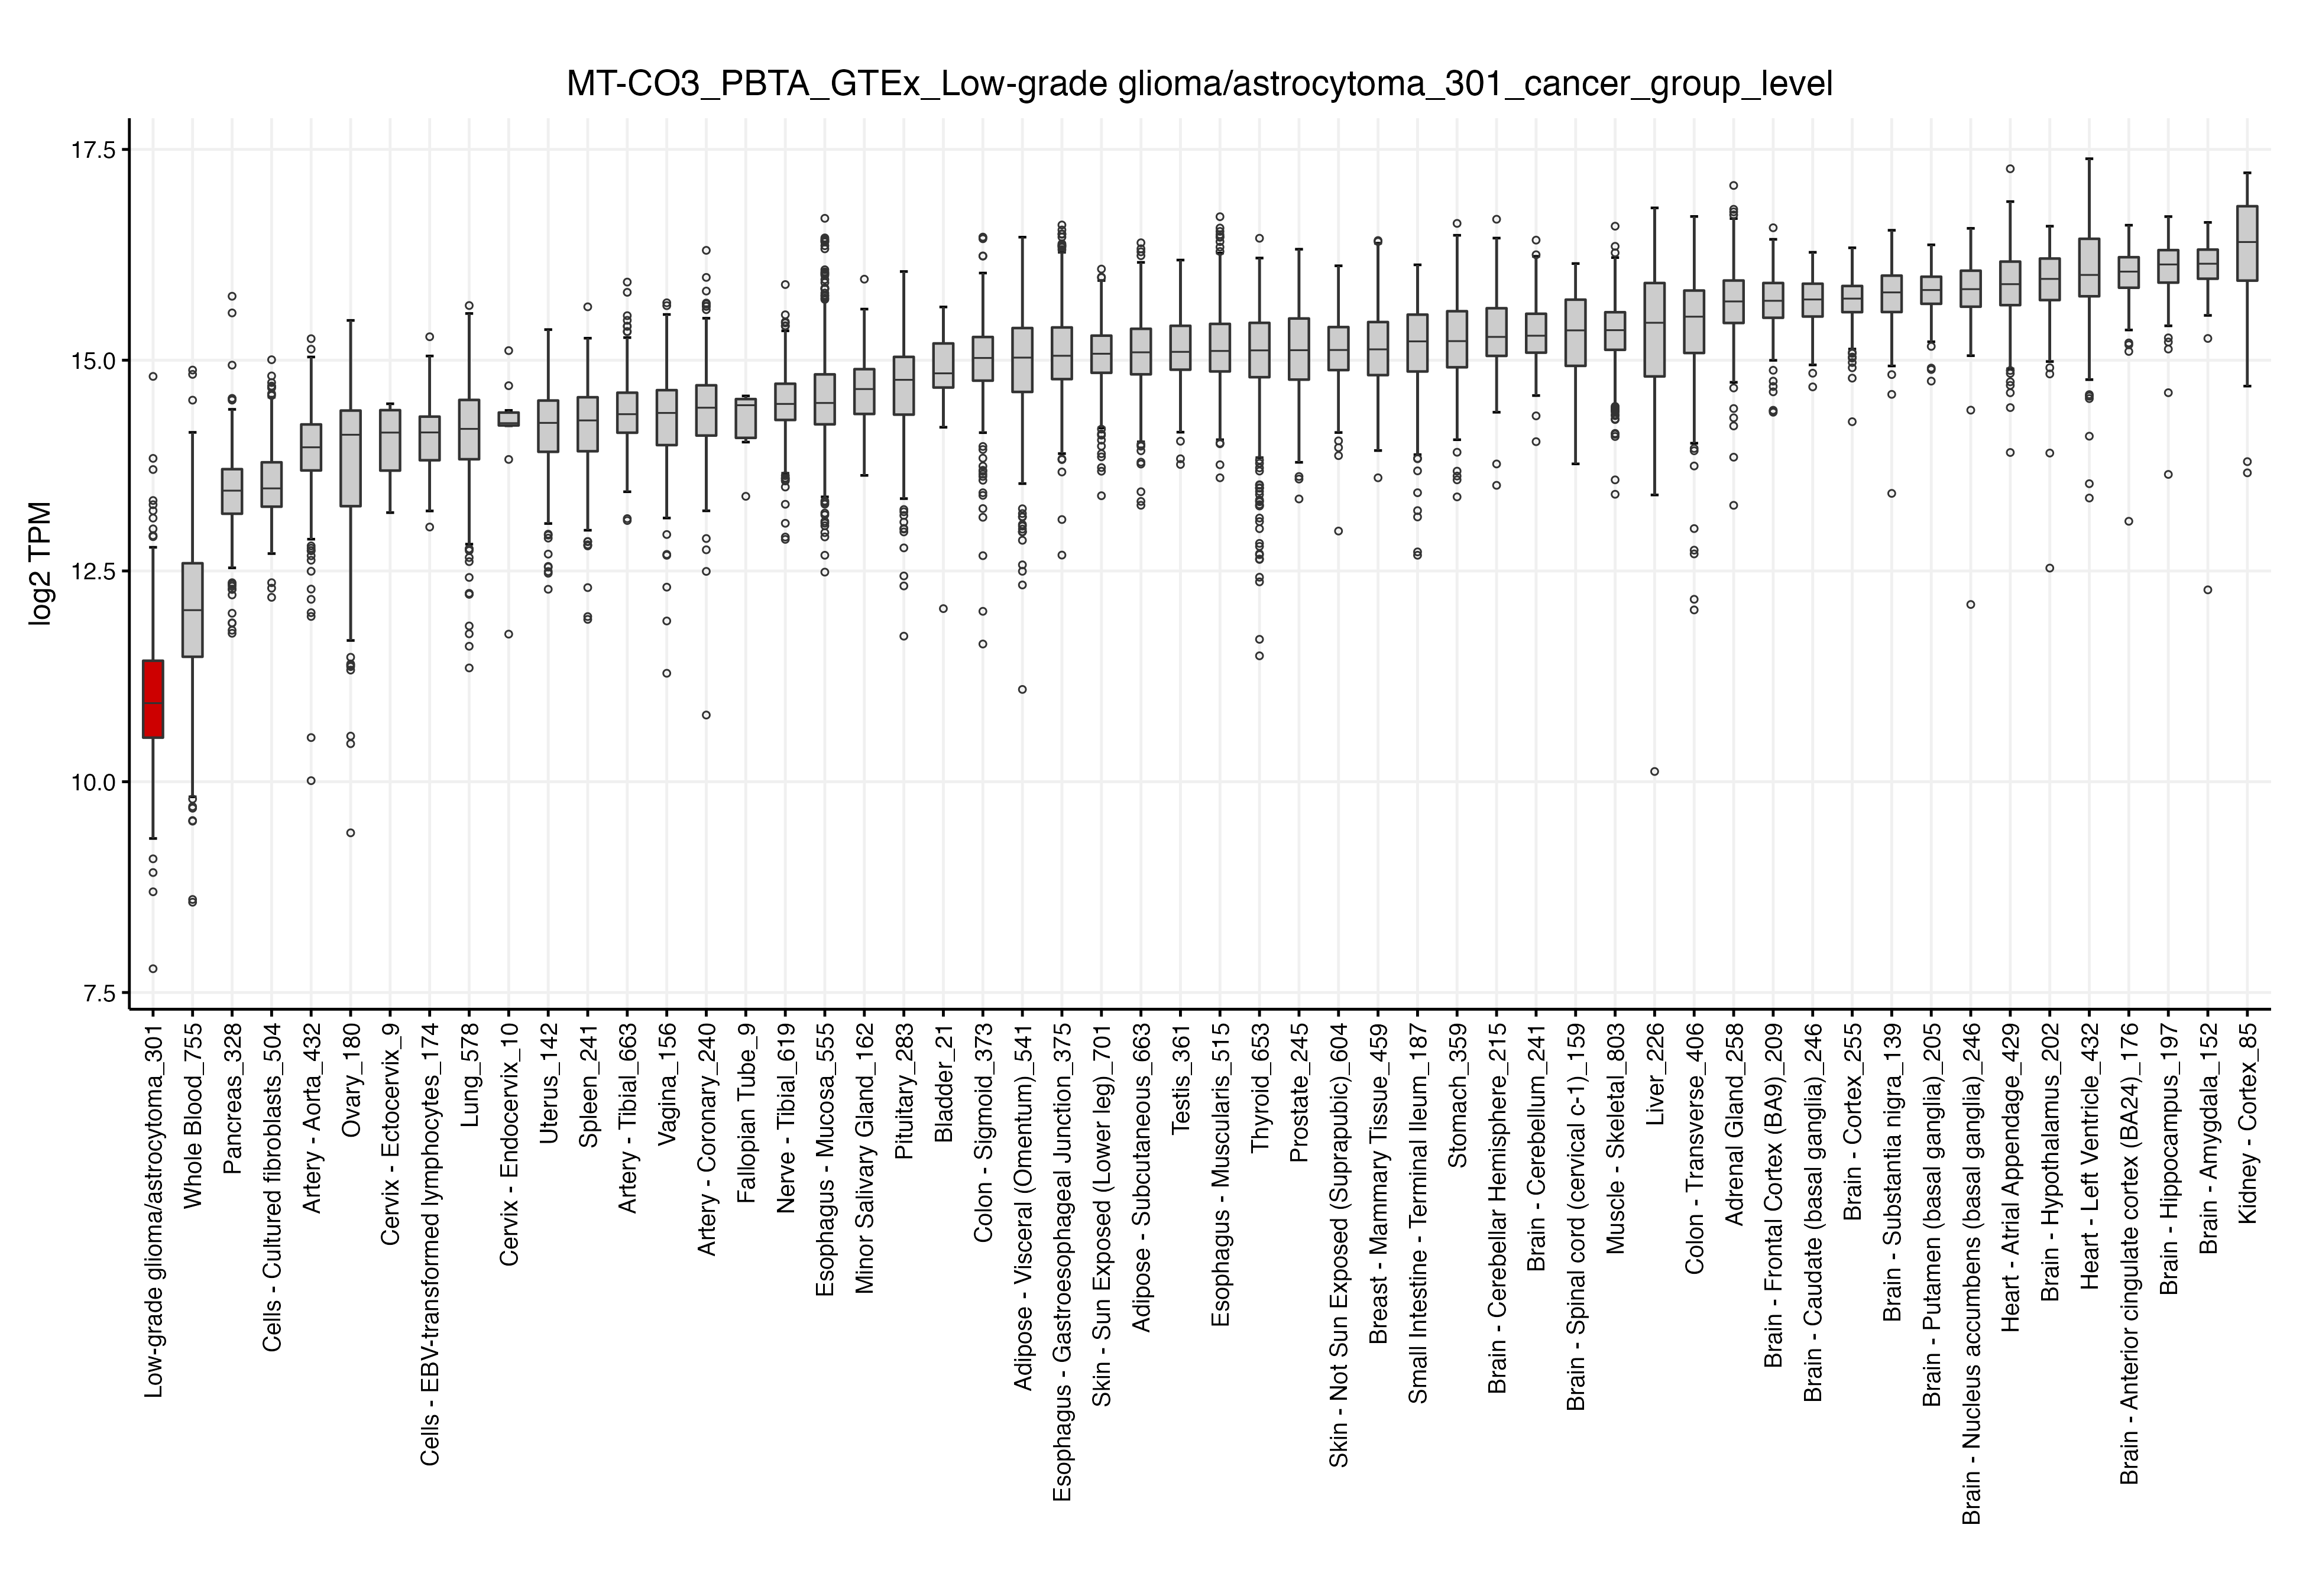 MT-CO3_PBTA_GTEx_Low-grade glioma/astrocytoma_301_cancer_group_level
log2 TPM
17.5
15.0
12.5
10.0
7.5
Low-grade glioma/astrocytoma_301
Whole Blood_755
Pancreas_328
Cells - Cultured fibroblasts_504
Artery - Aorta_432
Ovary_180
Cervix - Ectocervix_9
Cells - EBV-transformed lymphocytes_174
Lung_578
Cervix - Endocervix_10
Uterus_142
Spleen_241
Artery - Tibial_663
Vagina_156
Artery - Coronary_240
Fallopian Tube_9
Nerve - Tibial_619
Esophagus - Mucosa_555
Minor Salivary Gland_162
Pituitary_283
Bladder_21
Colon - Sigmoid_373
Adipose - Visceral (Omentum)_541
Esophagus - Gastroesophageal Junction_375
Skin - Sun Exposed (Lower leg)_701
Adipose - Subcutaneous_663
Testis_361
Esophagus - Muscularis_515
Thyroid_653
Prostate_245
Skin - Not Sun Exposed (Suprapubic)_604
Breast - Mammary Tissue_459
Small Intestine - Terminal Ileum_187
Stomach_359
Brain - Cerebellar Hemisphere_215
Brain - Cerebellum_241
Brain - Spinal cord (cervical c-1)_159
Muscle - Skeletal_803
Liver_226
Colon - Transverse_406
Adrenal Gland_258
Brain - Frontal Cortex (BA9)_209
Brain - Caudate (basal ganglia)_246
Brain - Cortex_255
Brain - Substantia nigra_139
Brain - Putamen (basal ganglia)_205
Brain - Nucleus accumbens (basal ganglia)_246
Heart - Atrial Appendage_429
Brain - Hypothalamus_202
Heart - Left Ventricle_432
Brain - Anterior cingulate cortex (BA24)_176
Brain - Hippocampus_197
Brain - Amygdala_152
Kidney - Cortex_85